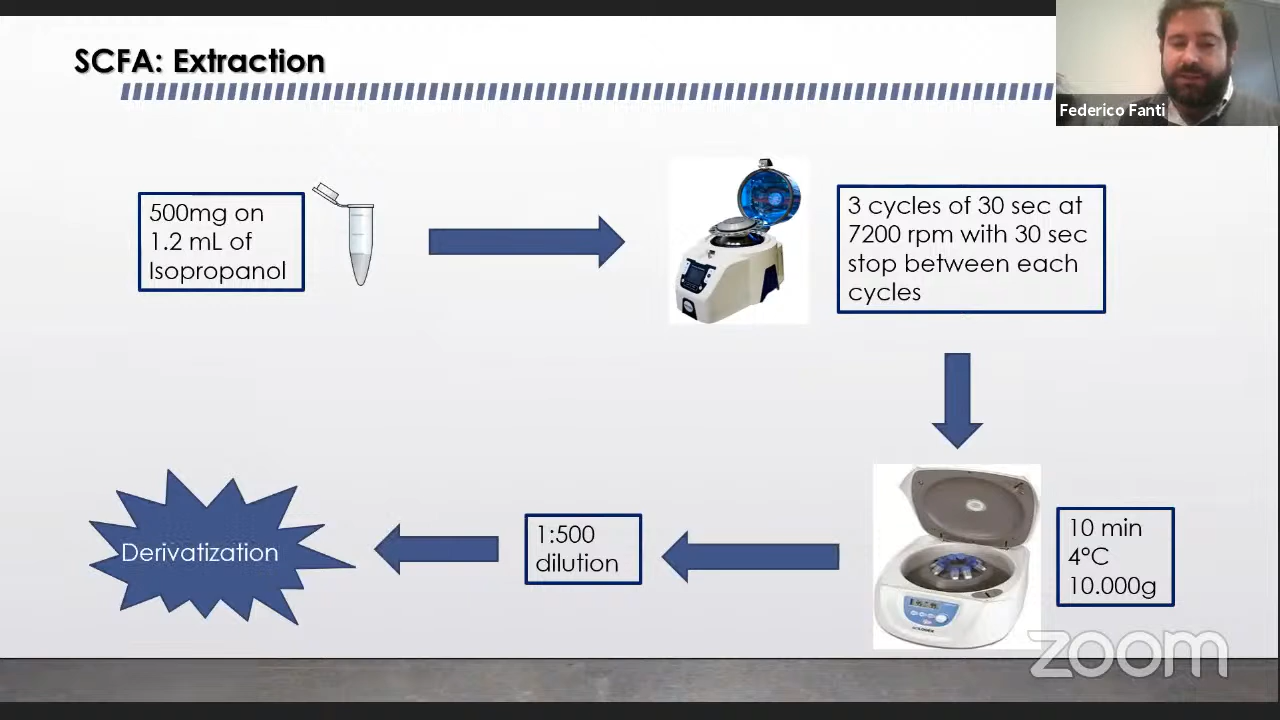 SCFA: Extraction
Federico Fanti
500mg on
1.2 mL of
Isopropanol
3 cycles of 30 sec at
7200 rpm with 30 sec
stop between each
cycles
10 min
4°C
10.000g
1:500
dilution
Derivatization
zoom